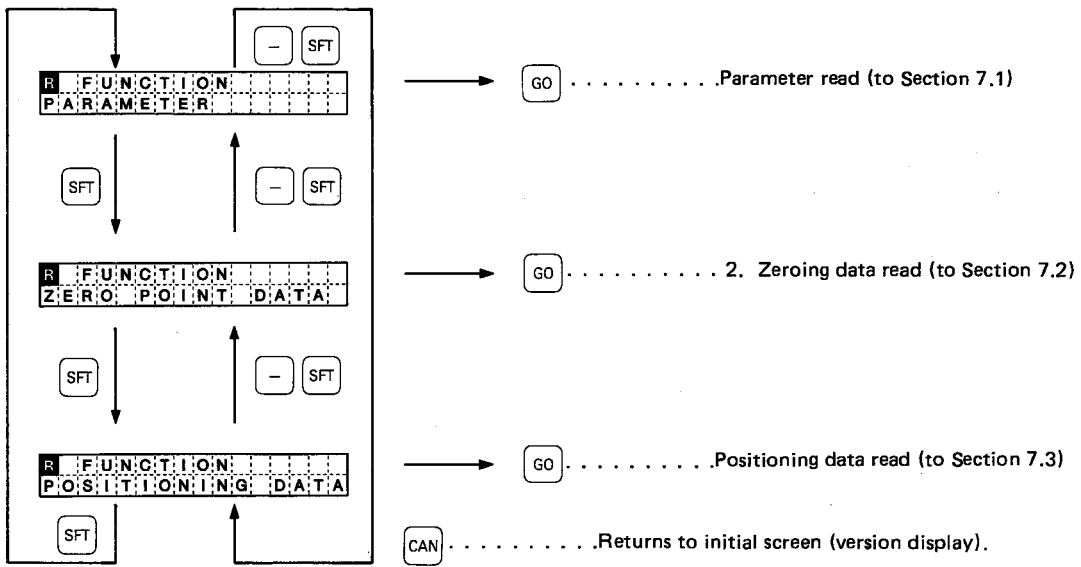 − SFT
R FUNCTION
PARAMETER
GO ..........Parameter read (to Section 7.1)
SFT
− SFT
R FUNCTION
ZERO POINT DATA
GO .......... 2. Zeroing data read (to Section 7.2)
SFT
− SFT
R FUNCTION
POSITIONING DATA
GO ..........Positioning data read (to Section 7.3)
SFT
CAN ..........Returns to initial screen (version display).